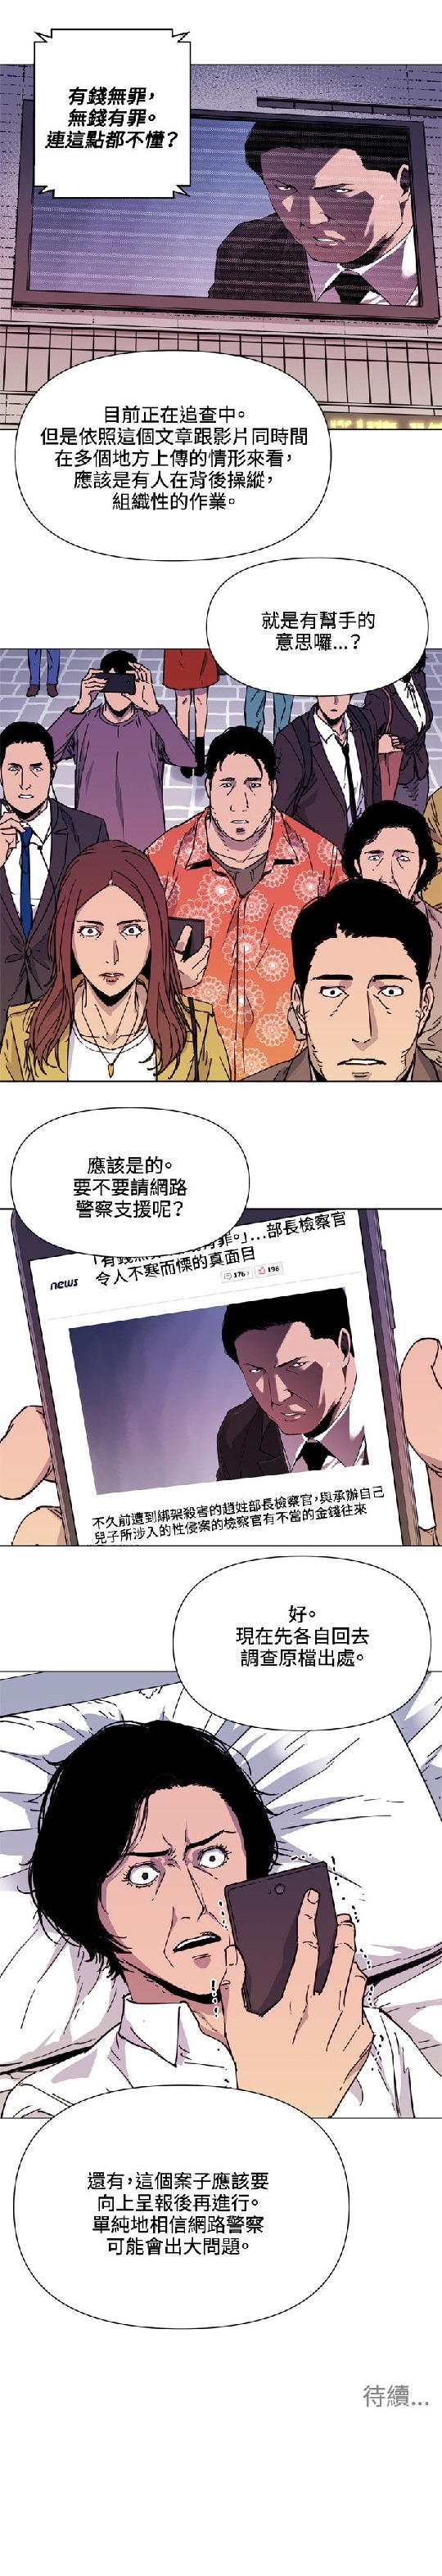 有錢無罪，
無錢有罪。
連這點都不懂？
目前正在追查中。
但是依照這個文章跟影片同時間
在多個地方上傳的情形來看，
應該是有人在背後操縱，
組織性的作業。
就是有幫手的
意思囉…？
應該是的。
要不要請網路
警察支援呢？
罪。」…部長檢察官
令人不寒而慄的真面目
news
176
198
不久前遭到綁架殺害的趙姓部長檢察官，與承辦自己
兒子所涉入的性侵案的檢察官有不當的金錢往來
好。
現在先各自回去
調查原檔出處。
還有，這個案子應該要
向上呈報後再進行。
單純地相信網路警察
可能會出大問題。
待續…